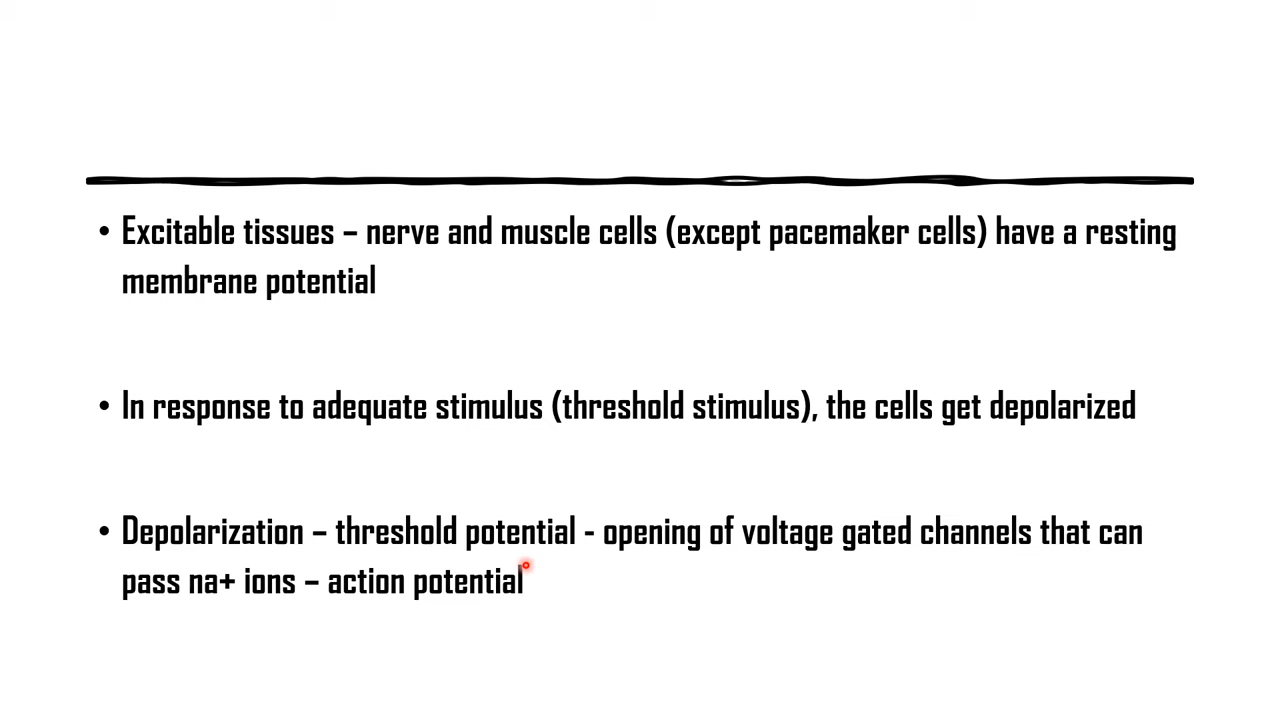 • Excitable tissues – nerve and muscle cells (except pacemaker cells) have a resting
membrane potential
• In response to adequate stimulus (threshold stimulus), the cells get depolarized
• Depolarization – threshold potential - opening of voltage gated channels that can
pass na+ ions – action potential